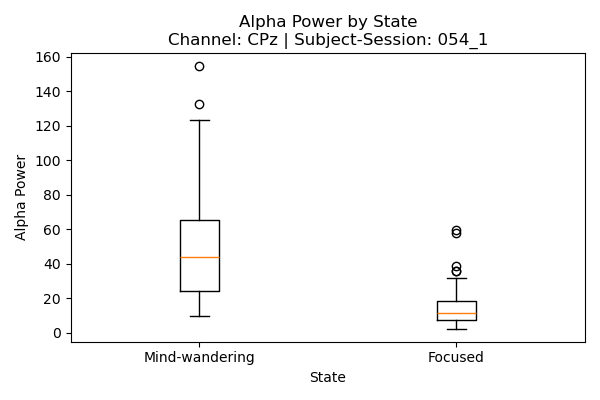 Alpha Power by State
Channel: CPz | Subject-Session: 054_1
160
140
120
100
80
60
40
20
0
Alpha Power
Mind-wandering
Focused
State